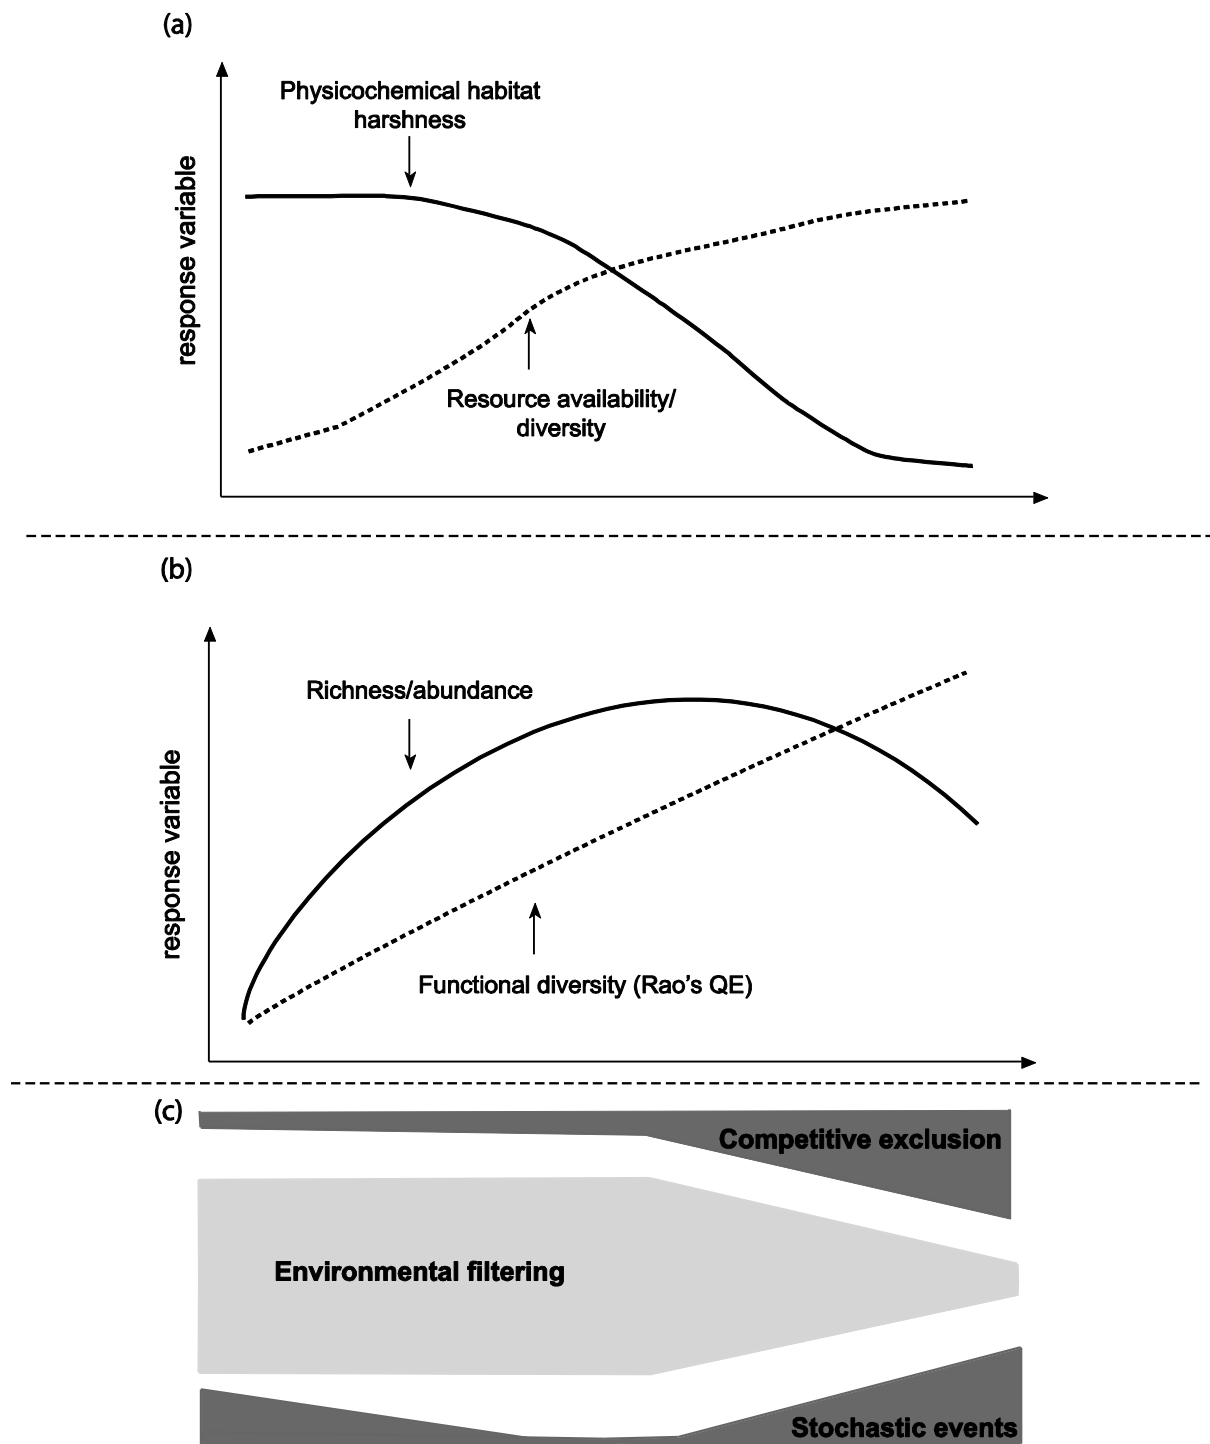 (a)
Physicochemical habitat
harshness
response variable
Resource availability/
diversity
(b)
Richness/abundance
response variable
Functional diversity (Rao's QE)
(c)
Competitive exclusion
Environmental filtering
Stochastic events